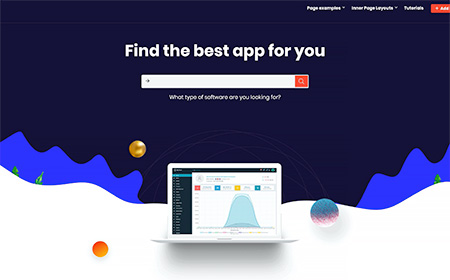 Page examples
Inner Page Layouts
Tutorials
+ Add
Find the best app for you
What type of software are you looking for?